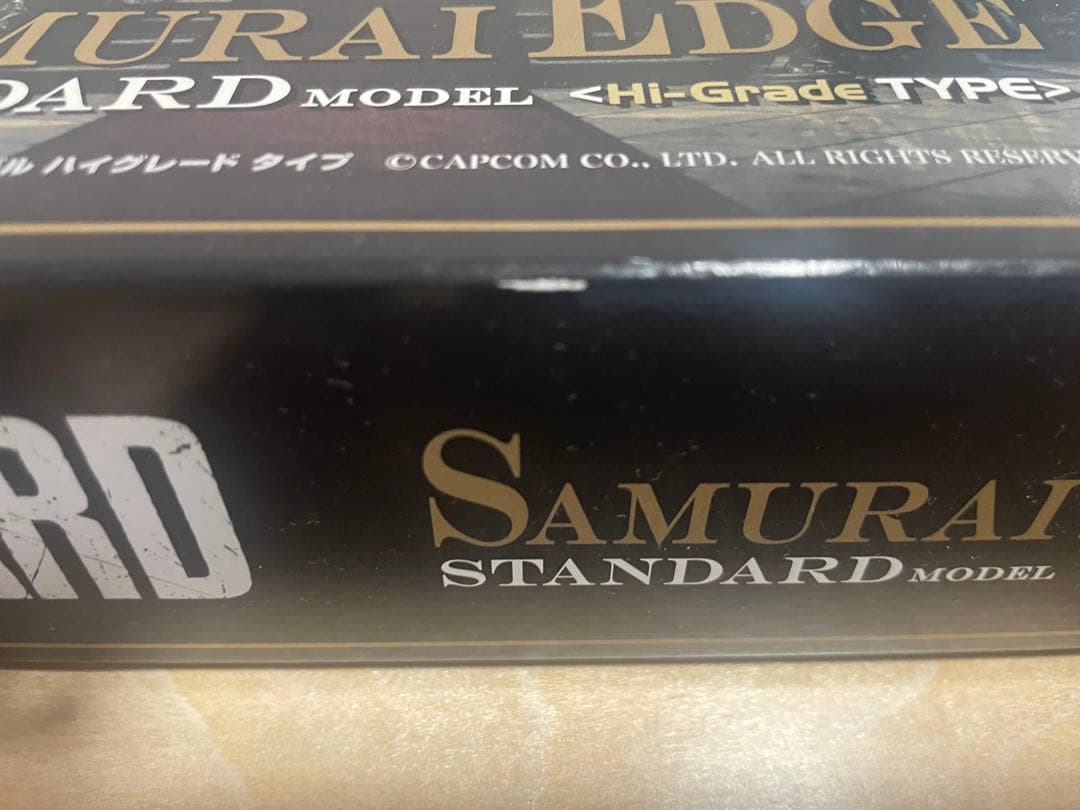 MURAI EDGE
DARD MODEL <Hi-Grade TYPE>
ル ハイグレード タイプ ©CAPCOM CO., LTD. ALL RIGHTS RESERV
RD
SAMURAI
STANDARD MODEL